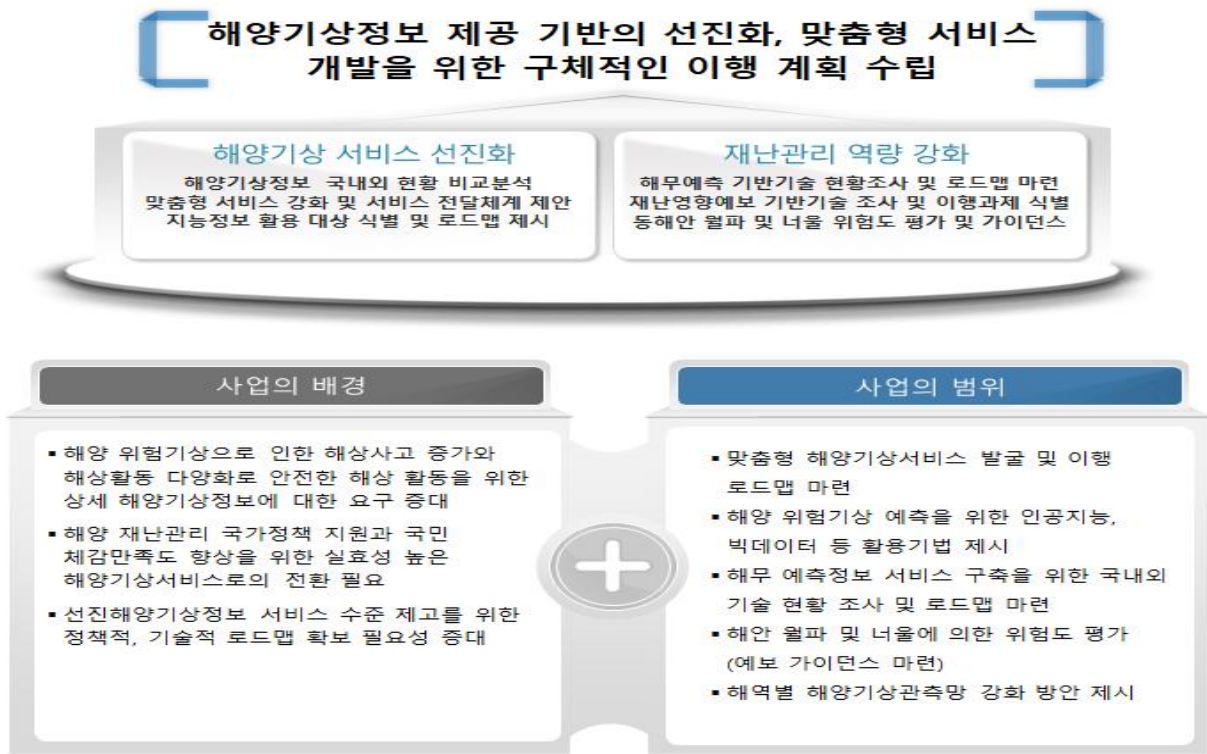 해양기상정보 제공 기반의 선진화, 맞춤형 서비스
개발을 위한 구체적인 이행 계획 수립
해양기상 서비스 선진화
해양기상정보 국내외 현황 비교분석
맞춤형 서비스 강화 및 서비스 전달체계 제안
지능정보 활용 대상 식별 및 로드맵 제시
재난관리 역량 강화
해무예측 기반기술 현황조사 및 로드맵 마련
재난영향예보 기반기술 조사 및 이행과제 식별
동해안 월파 및 너울 위험도 평가 및 가이던스
사업의 배경
▪ 해양 위험기상으로 인한 해상사고 증가와
해상활동 다양화로 안전한 해상 활동을 위한
상세 해양기상정보에 대한 요구 증대
▪ 해양 재난관리 국가정책 지원과 국민
체감만족도 향상을 위한 실효성 높은
해양기상서비스로의 전환 필요
▪ 선진해양기상정보 서비스 수준 제고를 위한
정책적, 기술적 로드맵 확보 필요성 증대
사업의 범위
▪ 맞춤형 해양기상서비스 발굴 및 이행
로드맵 마련
▪ 해양 위험기상 예측을 위한 인공지능,
빅데이터 등 활용기법 제시
▪ 해무 예측정보 서비스 구축을 위한 국내외
기술 현황 조사 및 로드맵 마련
▪ 해안 월파 및 너울에 의한 위험도 평가
(예보 가이던스 마련)
▪ 해역별 해양기상관측망 강화 방안 제시